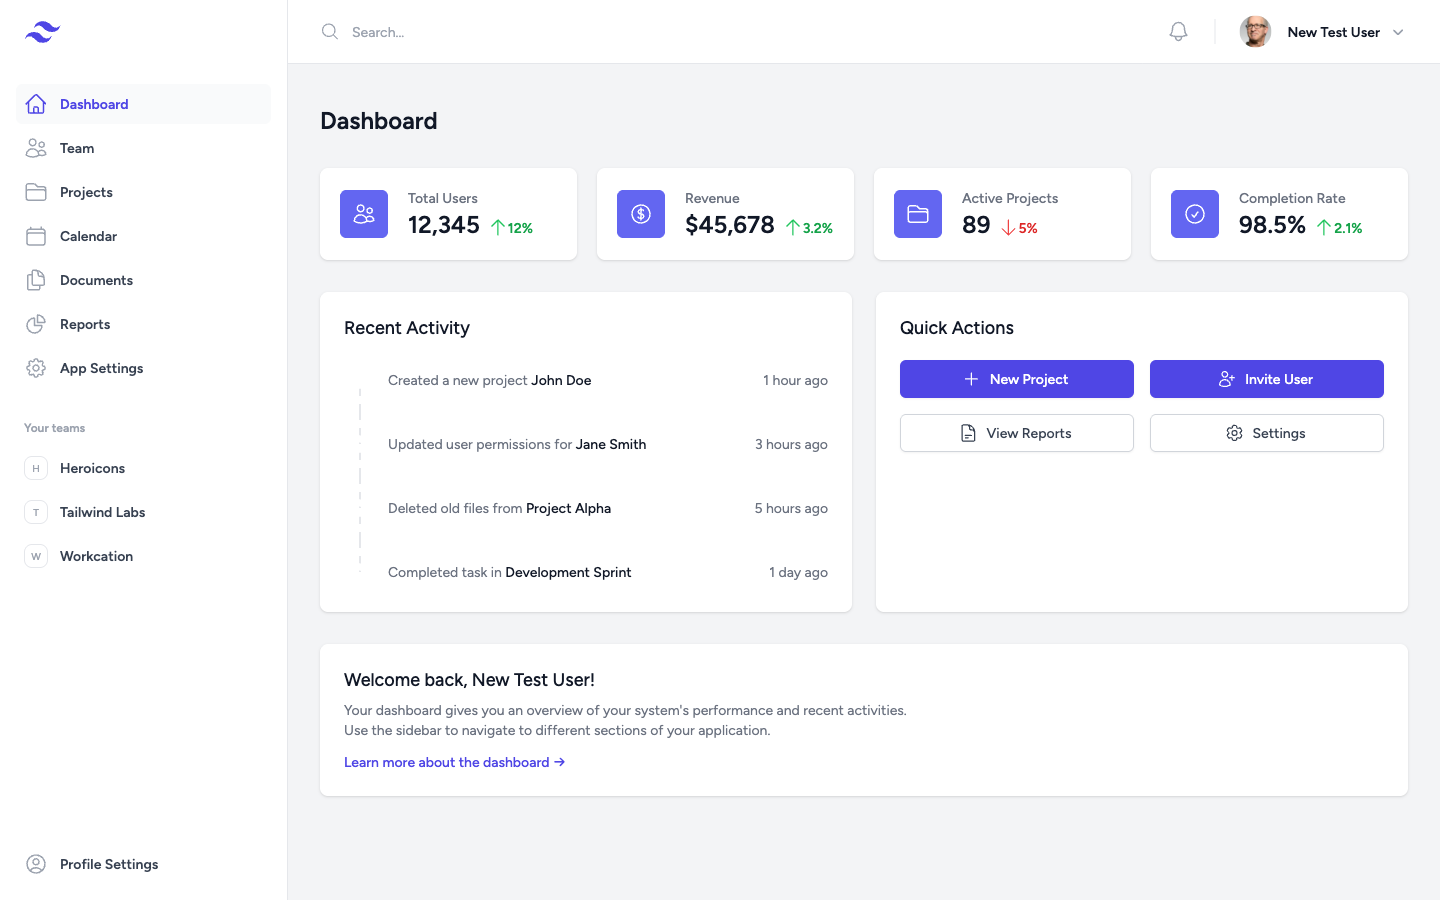 Search...
New Test User
Dashboard
Team
Projects
Calendar
Documents
Reports
App Settings
Your teams
H Heroicons
T Tailwind Labs
W Workcation
Profile Settings
Dashboard
Total Users
12,345 12%
Revenue
$45,678 3.2%
Active Projects
89 5%
Completion Rate
98.5% 2.1%
Recent Activity
Created a new project John Doe 1 hour ago
Updated user permissions for Jane Smith 3 hours ago
Deleted old files from Project Alpha 5 hours ago
Completed task in Development Sprint 1 day ago
Quick Actions
New Project
Invite User
View Reports
Settings
Welcome back, New Test User!
Your dashboard gives you an overview of your system's performance and recent activities.
Use the sidebar to navigate to different sections of your application.
Learn more about the dashboard →